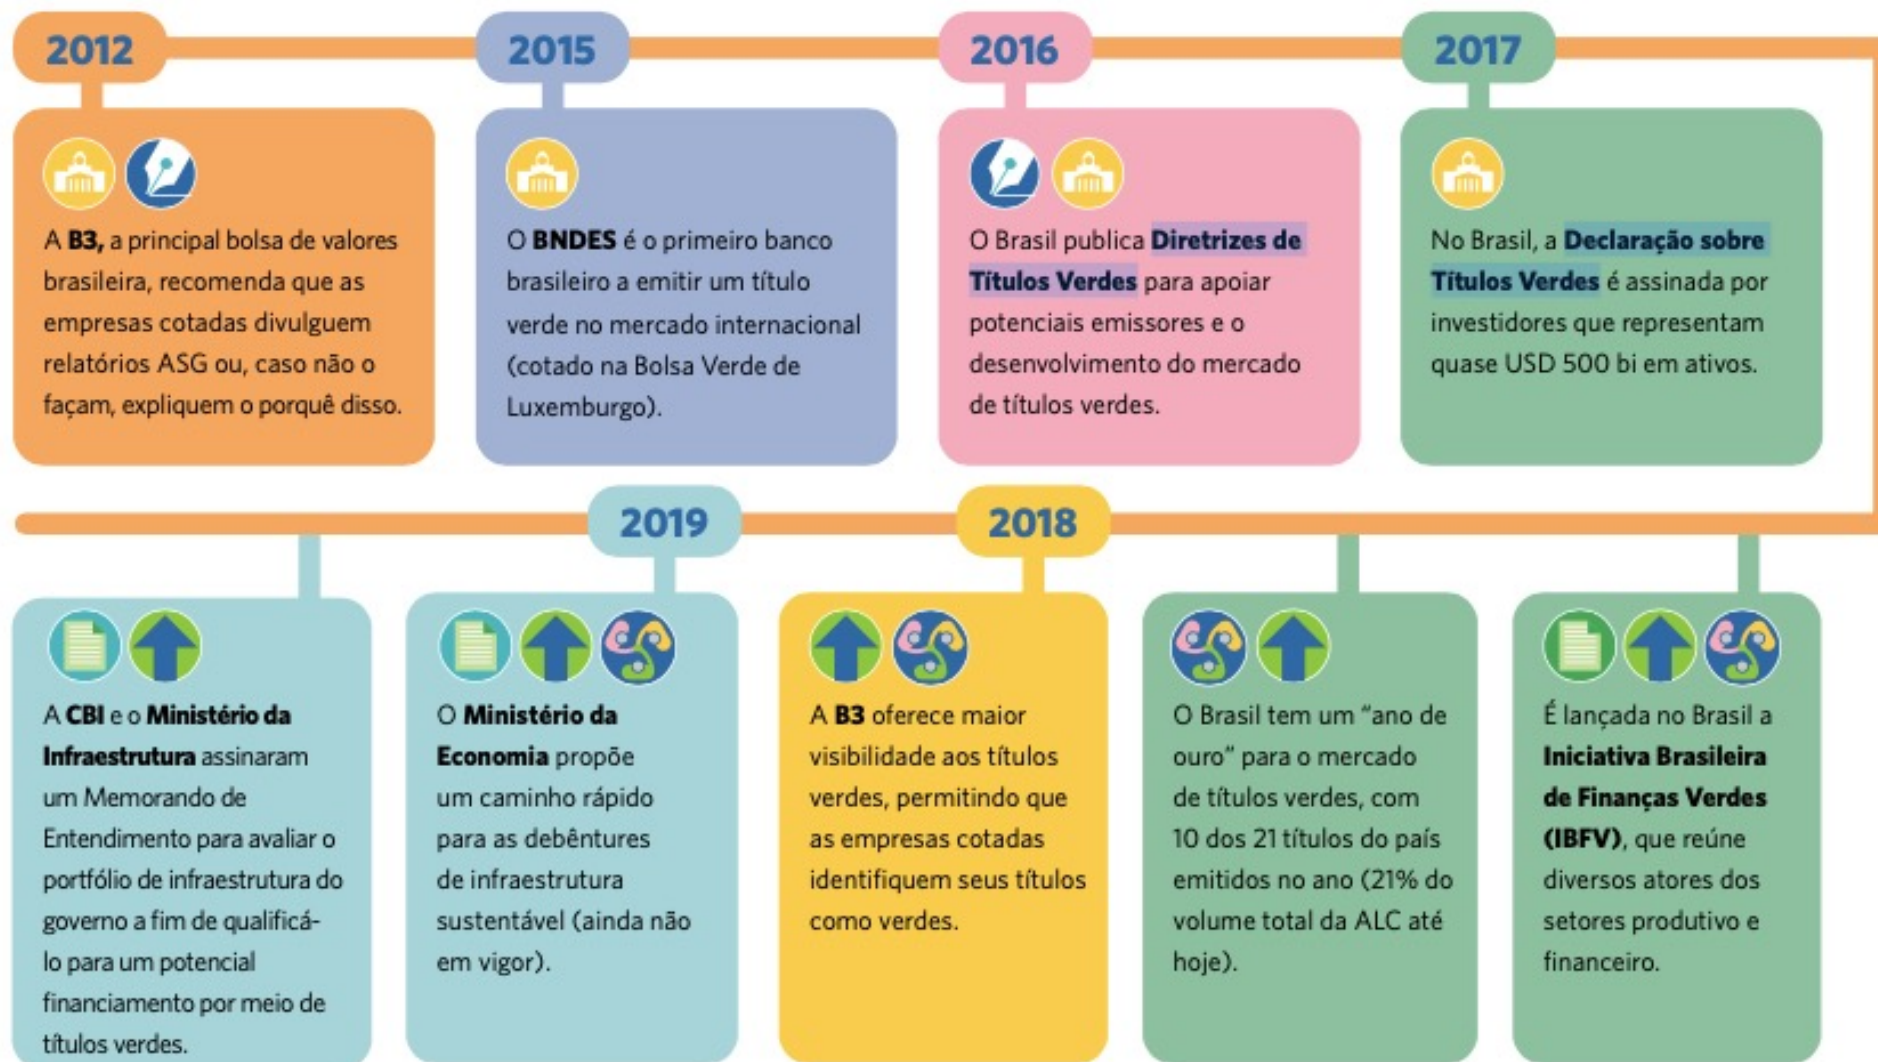 2012
A B3, a principal bolsa de valores
brasileira, recomenda que as
empresas cotadas divulguem
relatórios ASG ou, caso não o
façam, expliquem o porquê disso.
2015
O BNDES é o primeiro banco
brasileiro a emitir um título
verde no mercado internacional
(cotado na Bolsa Verde de
Luxemburgo).
2016
O Brasil publica Diretrizes de
Títulos Verdes para apoiar
potenciais emissores e o
desenvolvimento do mercado
de títulos verdes.
2017
No Brasil, a Declaração sobre
Títulos Verdes é assinada por
investidores que representam
quase USD 500 bi em ativos.
É lançada no Brasil a
Iniciativa Brasileira
de Finanças Verdes
(IBFV), que reúne
diversos atores dos
setores produtivo e
financeiro.
O Brasil tem um “ano de
ouro” para o mercado
de títulos verdes, com
10 dos 21 títulos do país
emitidos no ano (21% do
volume total da ALC até
hoje).
2018
A B3 oferece maior
visibilidade aos títulos
verdes, permitindo que
as empresas cotadas
identifiquem seus títulos
como verdes.
2019
O Ministério da
Economia propõe
um caminho rápido
para as debêntures
de infraestrutura
sustentável (ainda não
em vigor).
A CBI e o Ministério da
Infraestrutura assinaram
um Memorando de
Entendimento para avaliar o
portfólio de infraestrutura do
governo a fim de qualificá-
lo para um potencial
financiamento por meio de
títulos verdes.